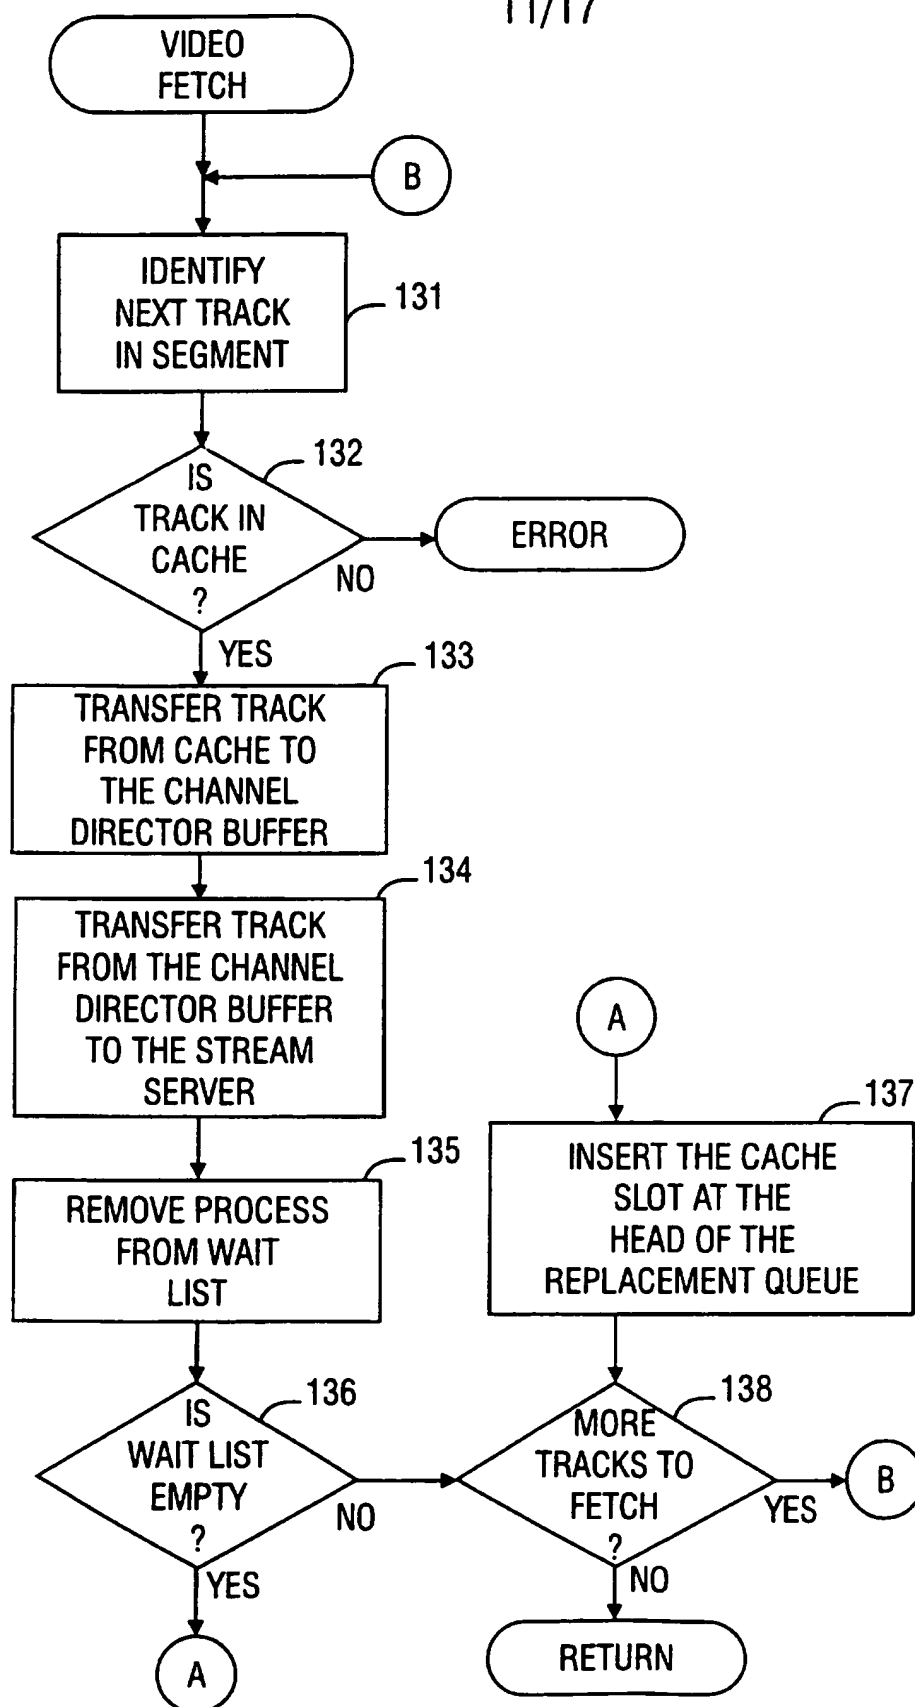 11/17
VIDEO
FETCH
B
IDENTIFY
NEXT TRACK
IN SEGMENT
131
132
IS
TRACK IN
CACHE
?
NO
ERROR
YES
133
TRANSFER TRACK
FROM CACHE TO
THE CHANNEL
DIRECTOR BUFFER
134
TRANSFER TRACK
FROM THE CHANNEL
DIRECTOR BUFFER
TO THE STREAM
SERVER
135
REMOVE PROCESS
FROM WAIT
LIST
136
IS
WAIT LIST
EMPTY
?
NO
YES
A
A
137
INSERT THE CACHE
SLOT AT THE
HEAD OF THE
REPLACEMENT QUEUE
138
MORE
TRACKS TO
FETCH
?
YES
B
NO
RETURN